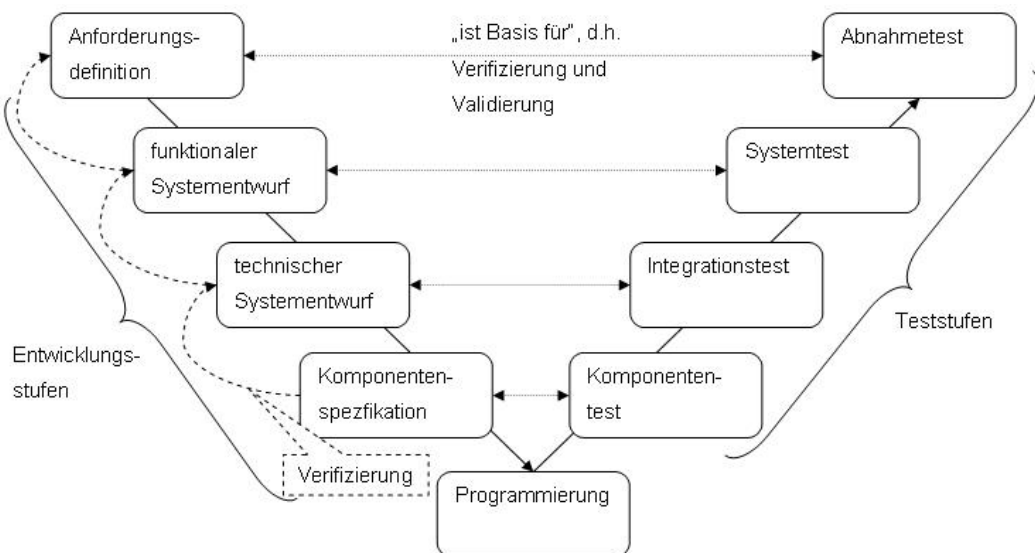 Anforderungs-
definition
„ist Basis für“, d.h.
Verifizierung und
Validierung
Abnahmetest
funktionaler
Systementwurf
Systemtest
technischer
Systementwurf
Integrationstest
Teststufen
Entwicklungs-
stufen
Komponenten-
spezfikation
Komponenten-
test
Verifizierung
Programmierung